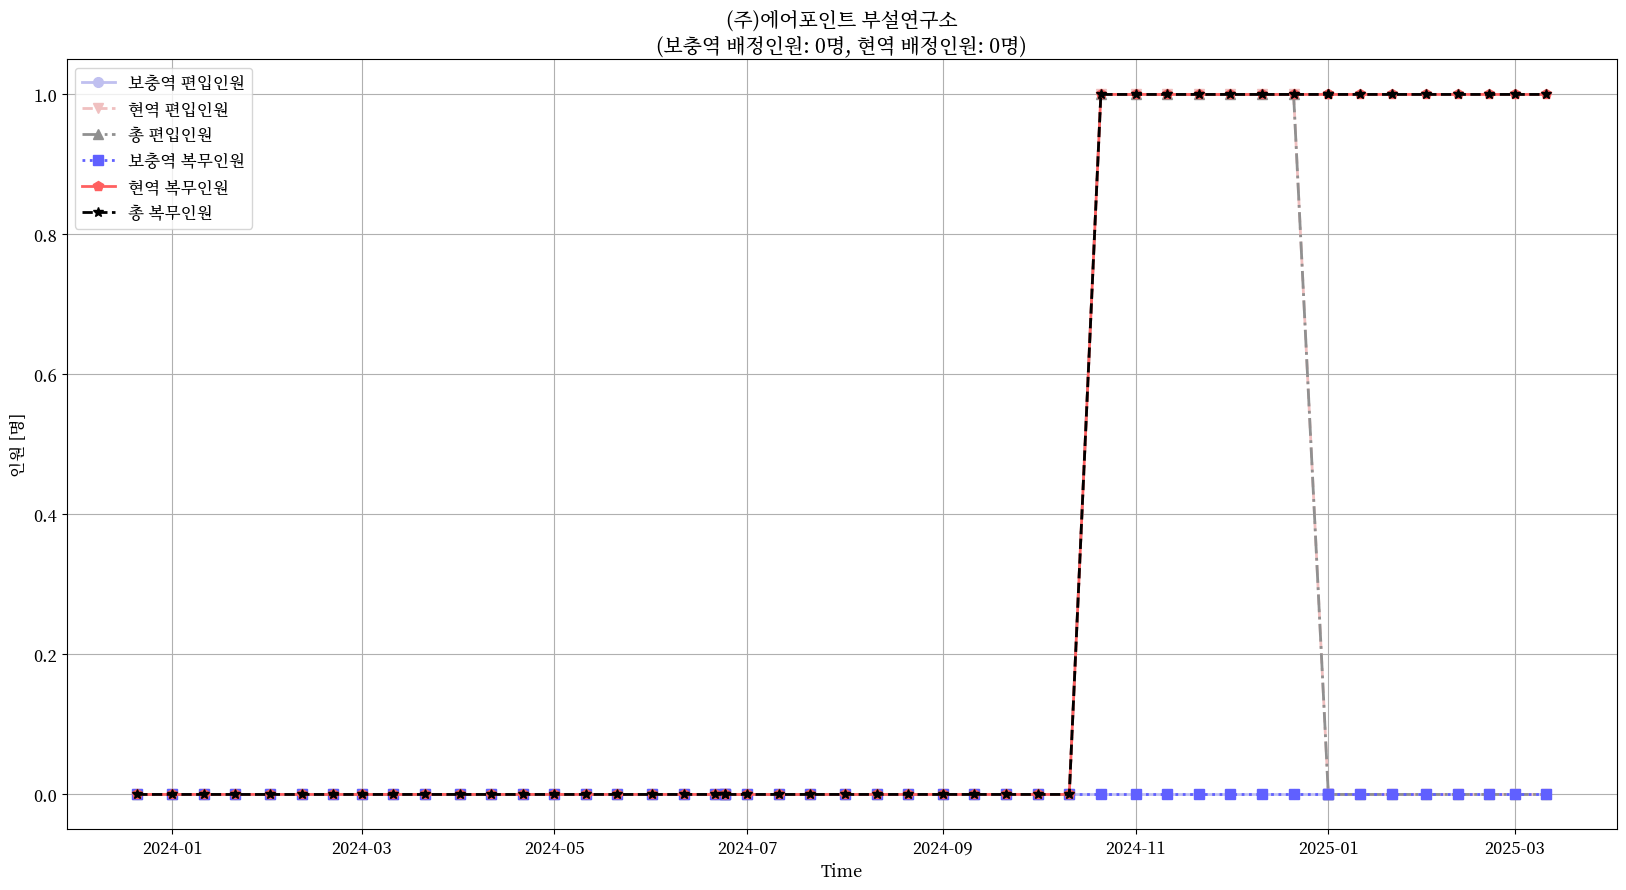 (주)에어포인트 부설연구소
(보충역 배정인원: 0명, 현역 배정인원: 0명)
보충역 편입인원
현역 편입인원
총 편입인원
보충역 복무인원
현역 복무인원
총 복무인원
인원 [명]
1.0
0.8
0.6
0.4
0.2
0.0
2024-01 2024-03 2024-05 2024-07 2024-09 2024-11 2025-01 2025-03
Time